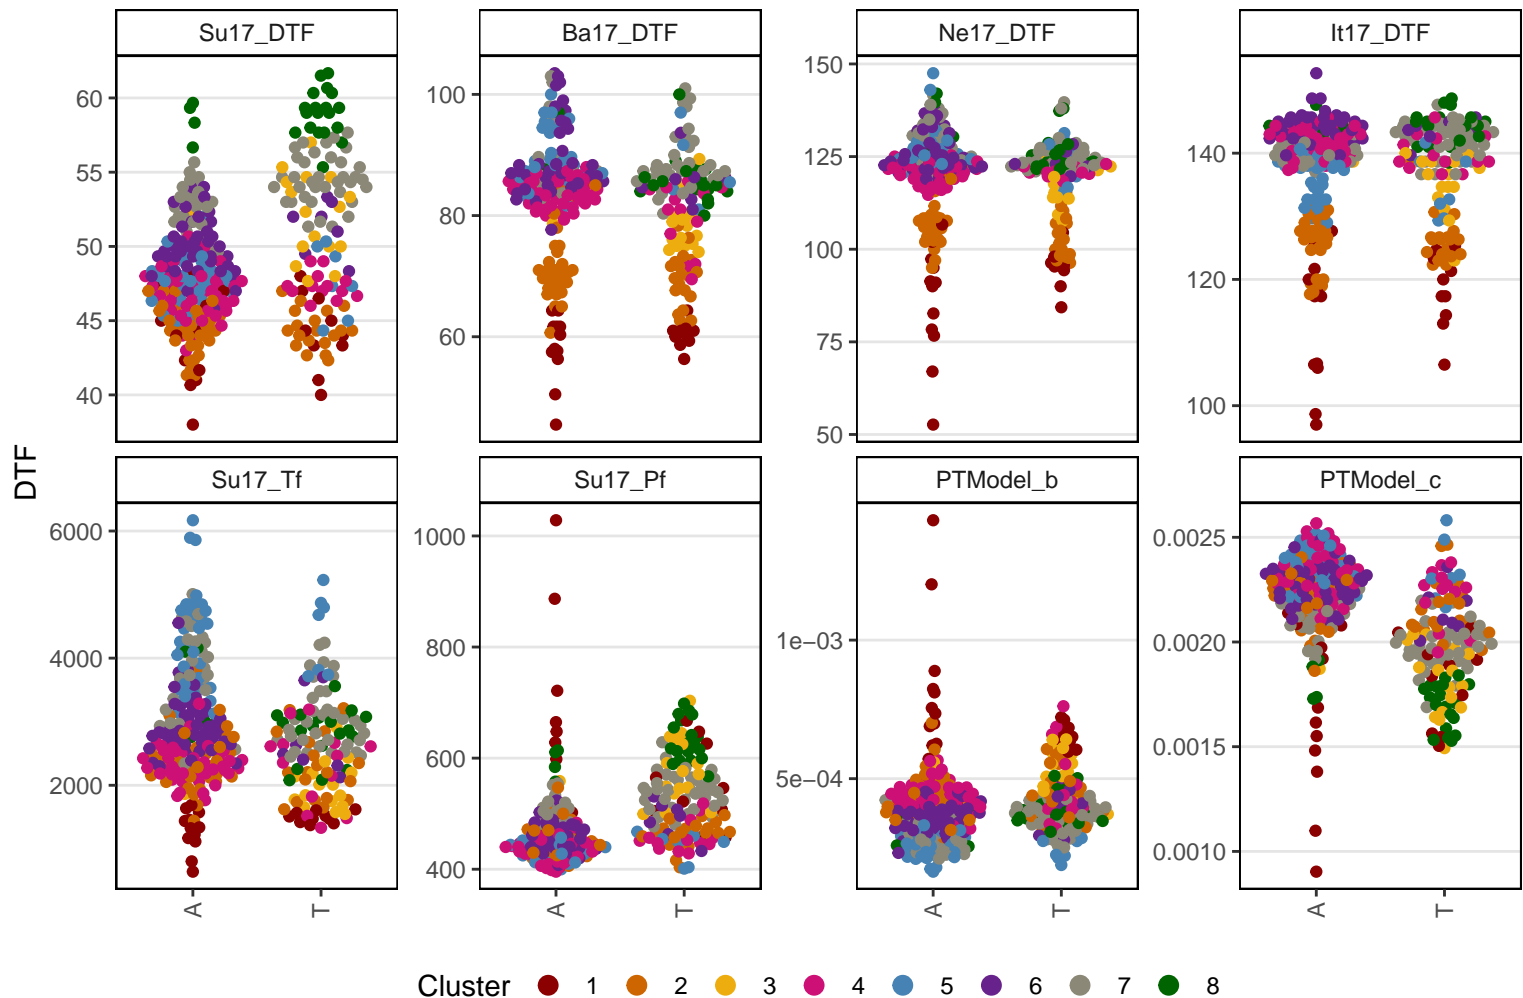 Su17_DTF
Ba17_DTF
Ne17_DTF
It17_DTF
60
55
50
45
40
100
80
60
150
125
100
75
50
140
120
100
DTF
Su17_Tf
Su17_Pf
PTModel_b
PTModel_c
6000
4000
2000
1000
800
600
400
1e−03
5e−04
0.0025
0.0020
0.0015
0.0010
A
T
A
T
A
T
A
T
Cluster 1 2 3 4 5 6 7 8